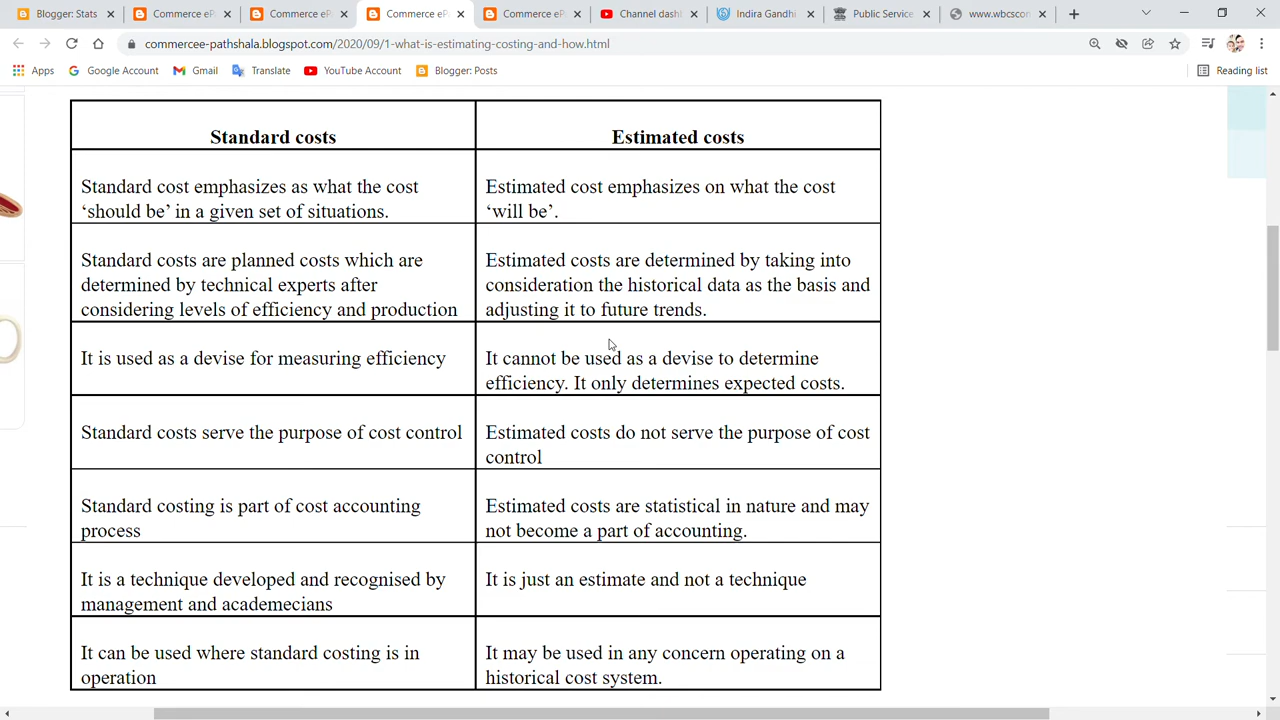 Blogger: Stats
Commerce eP
Commerce eP
Commerce eP
Commerce eP
Channel dash
Indira Gandhi
Public Service
www.wbcscon
commercee-pathshala.blogspot.com/2020/09/1-what-is-estimating-costing-and-how.html
Apps
Google Account
Gmail
Translate
YouTube Account
Blogger: Posts
Reading list
Standard costs
Estimated costs
Standard cost emphasizes as what the cost
‘should be’ in a given set of situations.
Estimated cost emphasizes on what the cost
‘will be’.
Standard costs are planned costs which are
determined by technical experts after
considering levels of efficiency and production
Estimated costs are determined by taking into
consideration the historical data as the basis and
adjusting it to future trends.
It is used as a devise for measuring efficiency
It cannot be used as a devise to determine
efficiency. It only determines expected costs.
Standard costs serve the purpose of cost control
Estimated costs do not serve the purpose of cost
control
Standard costing is part of cost accounting
process
Estimated costs are statistical in nature and may
not become a part of accounting.
It is a technique developed and recognised by
management and academecians
It is just an estimate and not a technique
It can be used where standard costing is in
operation
It may be used in any concern operating on a
historical cost system.